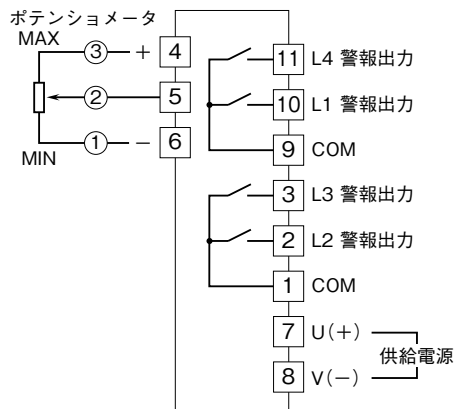 ポテンショメータ
MAX
③ + 4
② 5
① − 6
MIN
11 L4 警報出力
10 L1 警報出力
9 COM
3 L3 警報出力
2 L2 警報出力
1 COM
7 U(+)
供給電源
8 V(−)